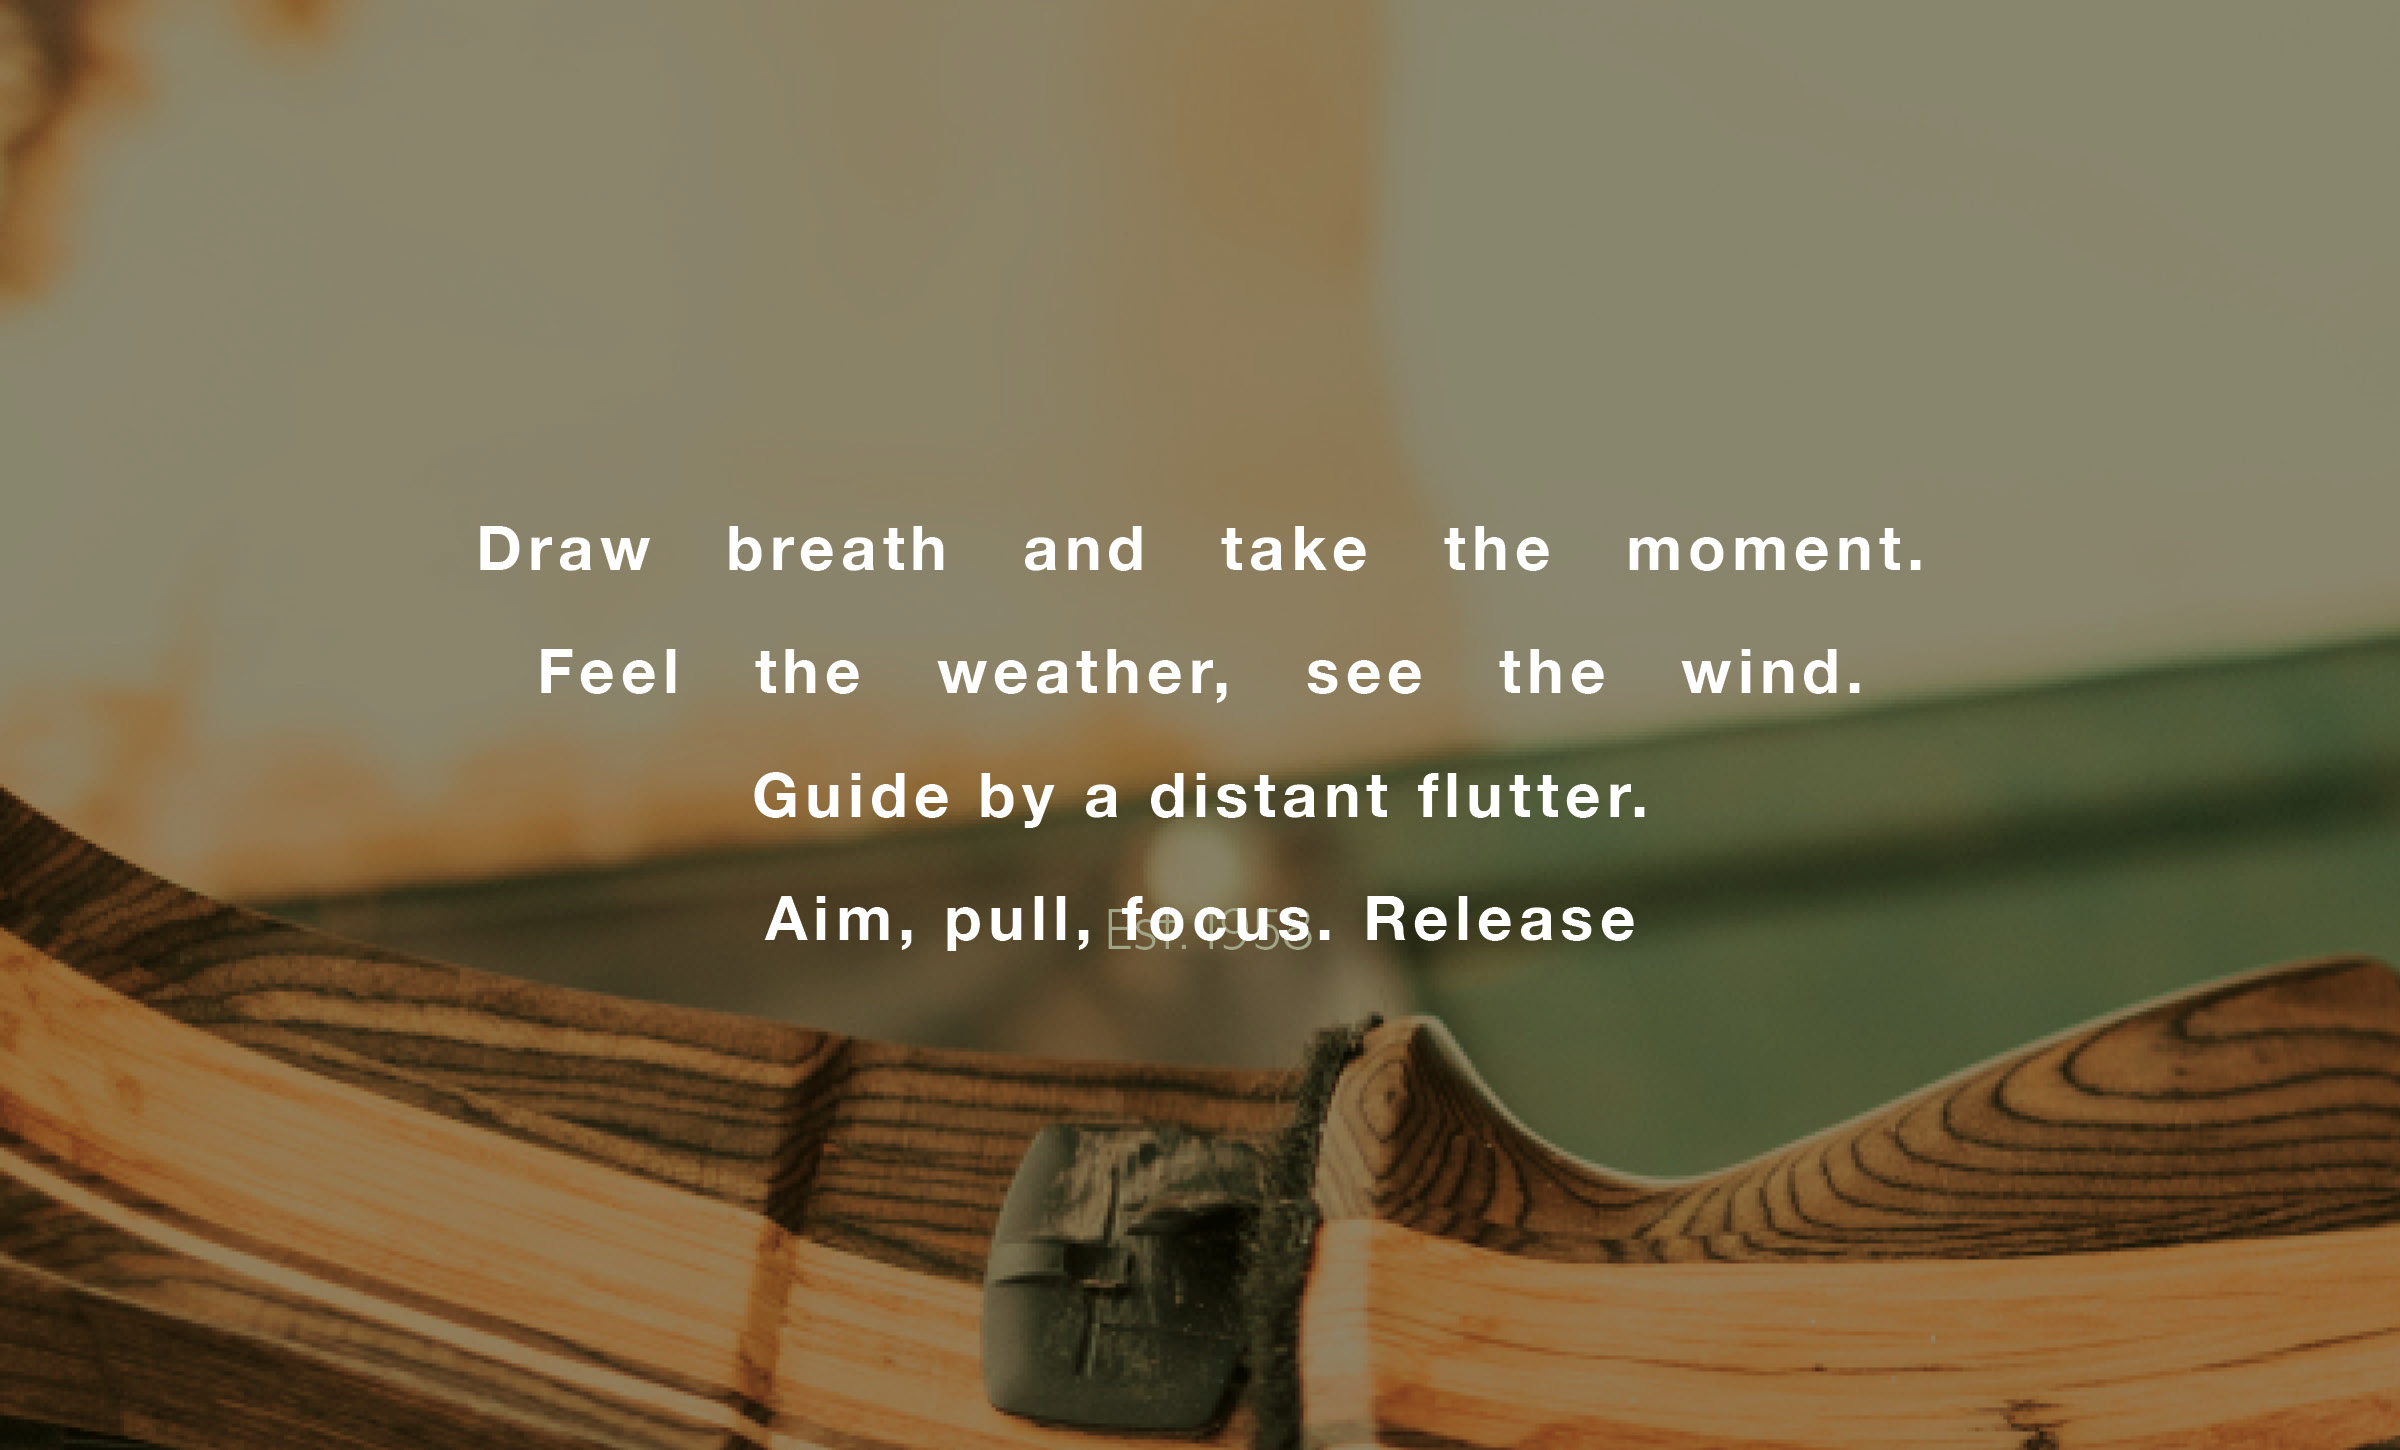 Draw breath and take the moment.
Feel the weather, see the wind.
Guide by a distant flutter.
Aim, pull, focus. Release
Est. 1958